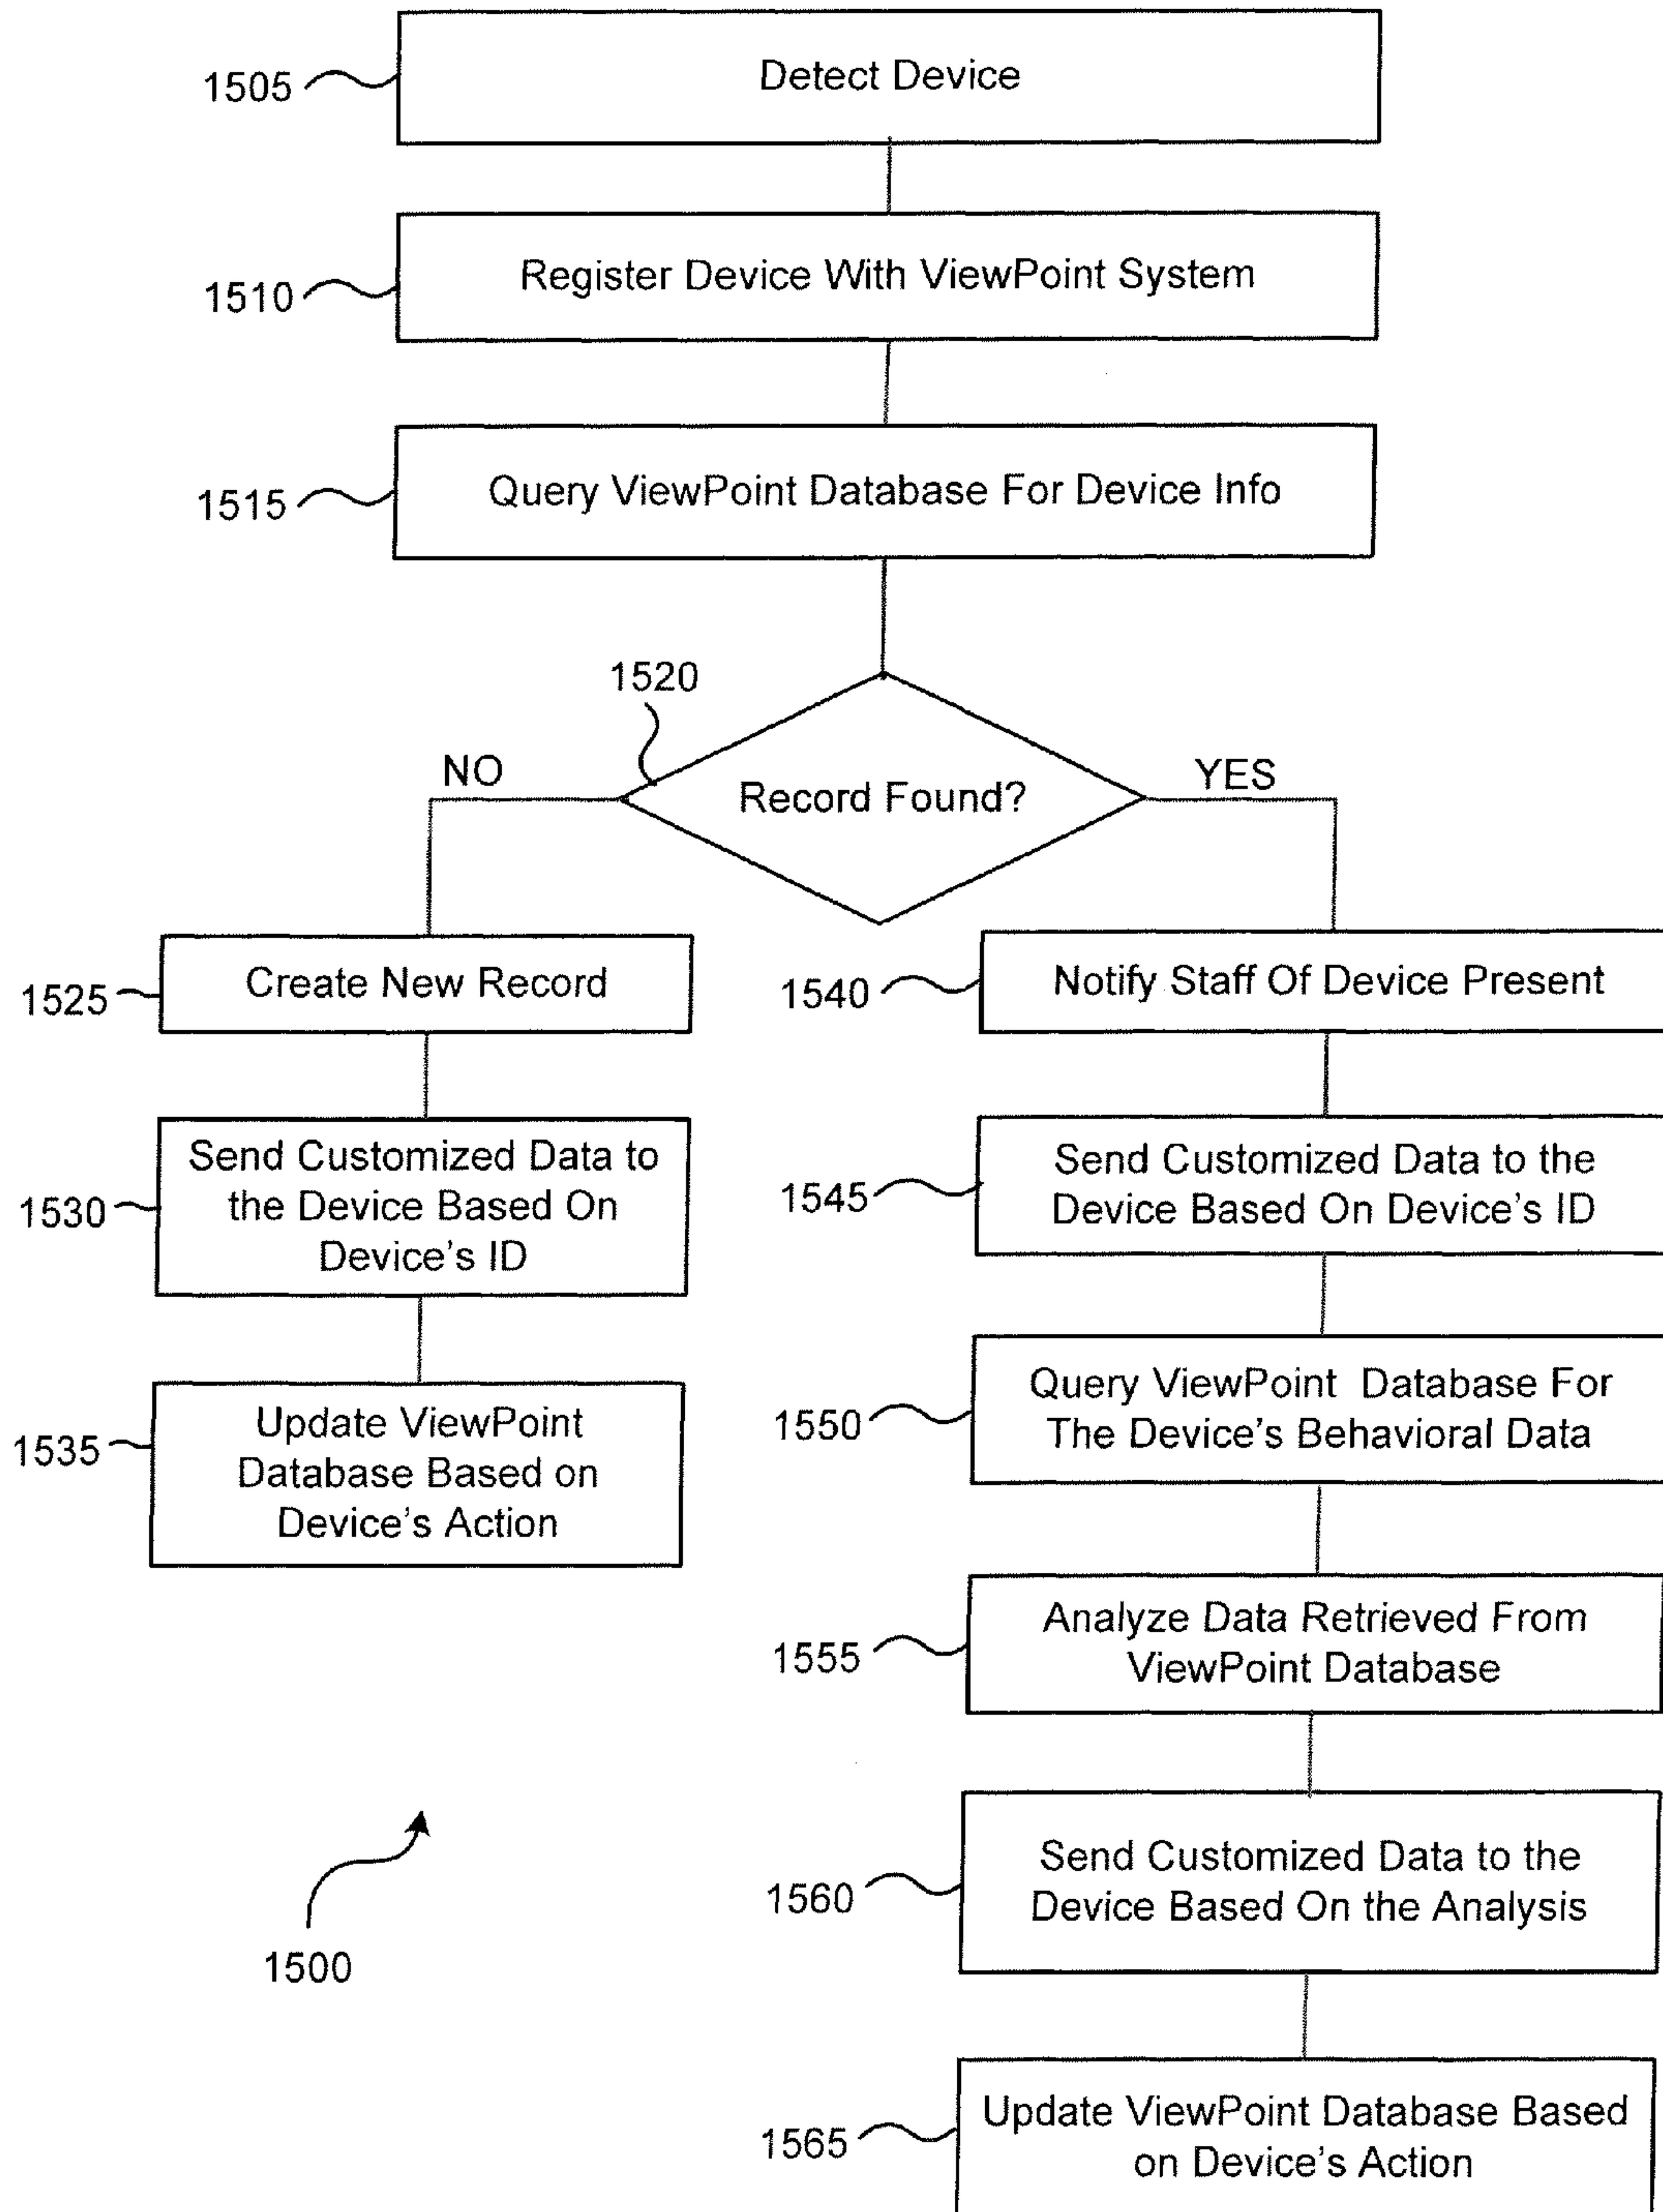 1505
Detect Device
1510
Register Device With ViewPoint System
1515
Query ViewPoint Database For Device Info
1520
NO
YES
Record Found?
1525
Create New Record
1530
Send Customized Data to
the Device Based On
Device's ID
1535
Update ViewPoint
Database Based on
Device's Action
1540
Notify Staff Of Device Present
1545
Send Customized Data to the
Device Based On Device's ID
1550
Query ViewPoint Database For
The Device's Behavioral Data
1555
Analyze Data Retrieved From
ViewPoint Database
1560
Send Customized Data to the
Device Based On the Analysis
1565
Update ViewPoint Database Based
on Device's Action
1500